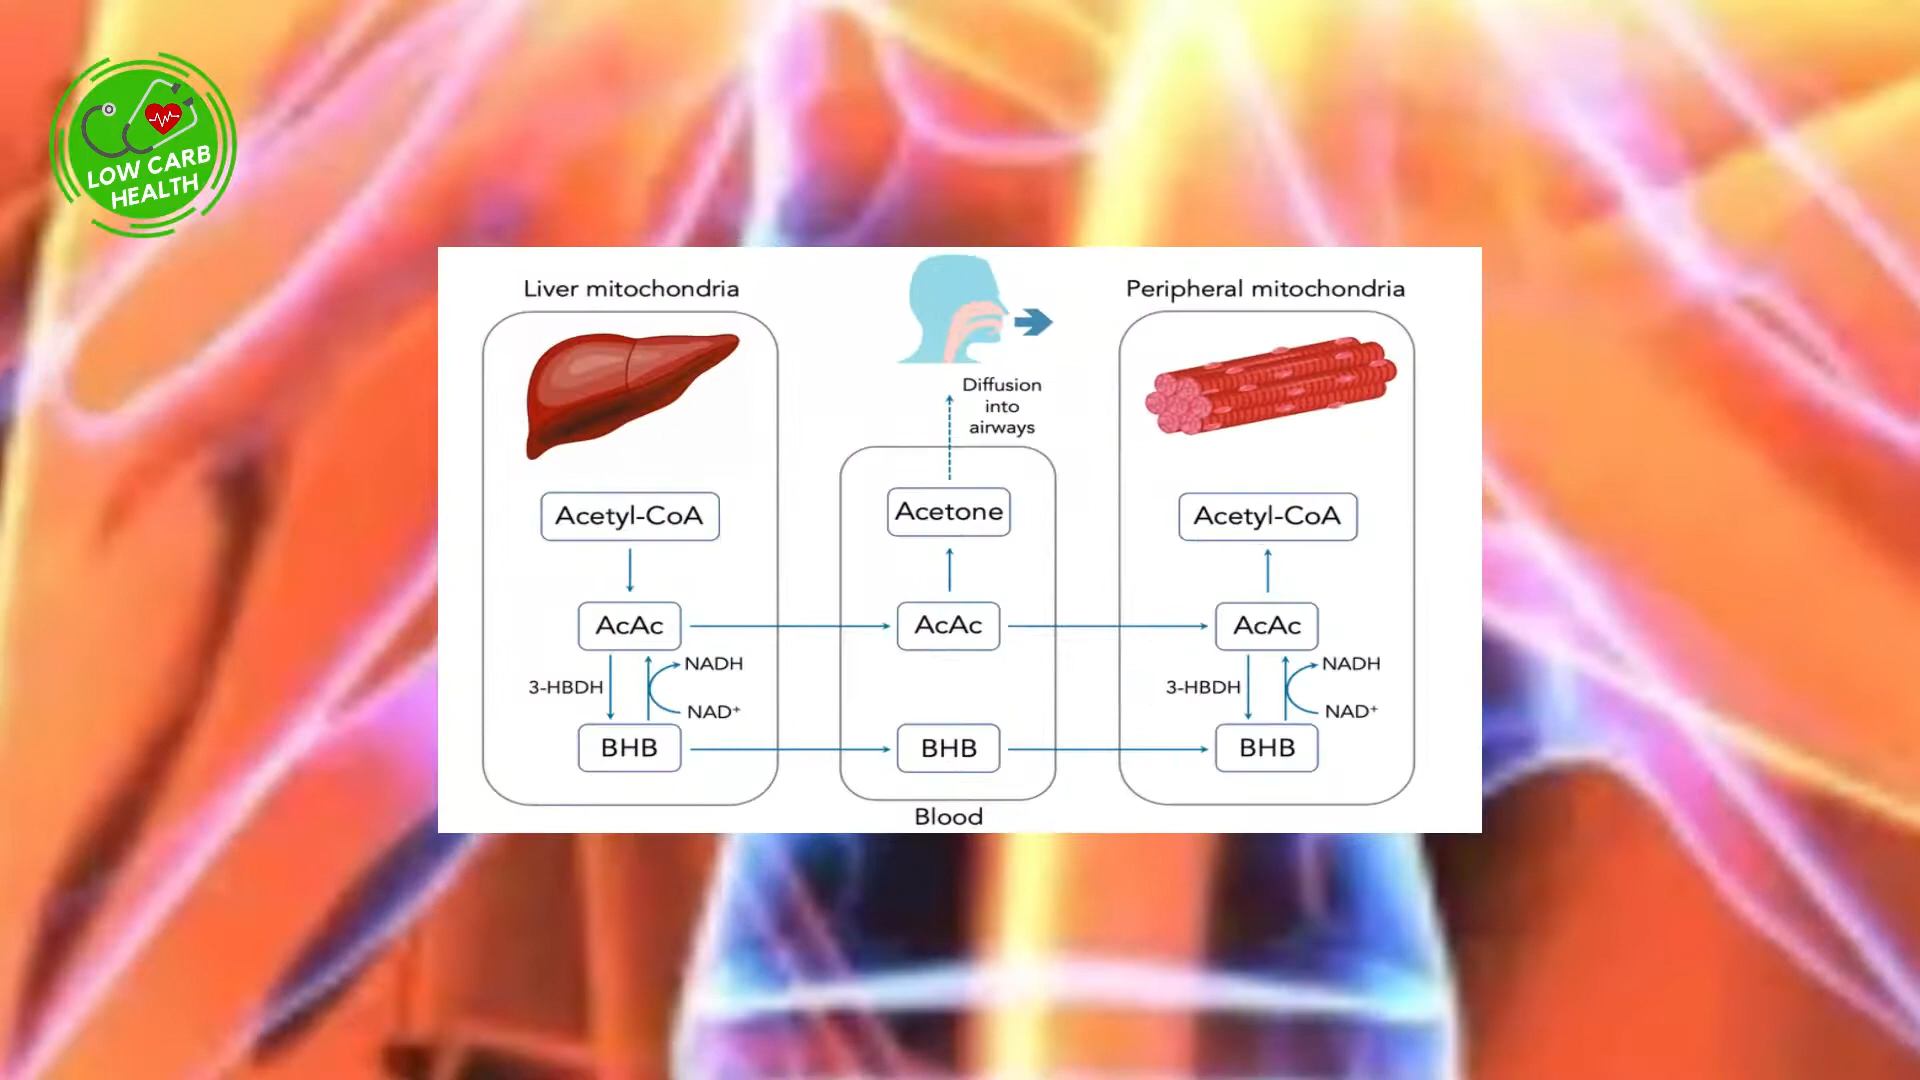 LOW CARB
HEALTH
Liver mitochondria
Peripheral mitochondria
Diffusion
into
airways
Acetyl-CoA
Acetone
Acetyl-CoA
AcAc
AcAc
AcAc
NADH
3-HBDH
NAD⁺
NADH
3-HBDH
NAD⁺
BHB
BHB
BHB
Blood